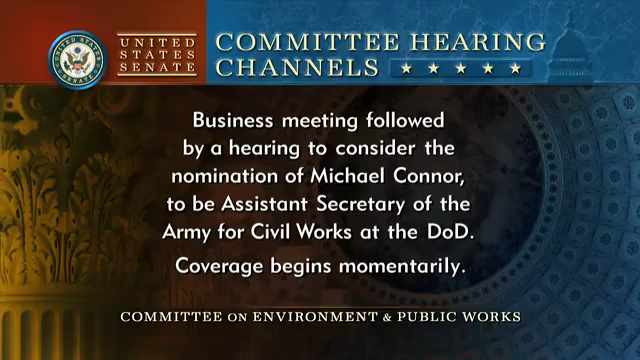 UNITED
STATES
SENATE
COMMITTEE HEARING
CHANNELS
Business meeting followed
by a hearing to consider the
nomination of Michael Connor,
to be Assistant Secretary of the
Army for Civil Works at the DoD.
Coverage begins momentarily.
COMMITTEE ON ENVIRONMENT & PUBLIC WORKS